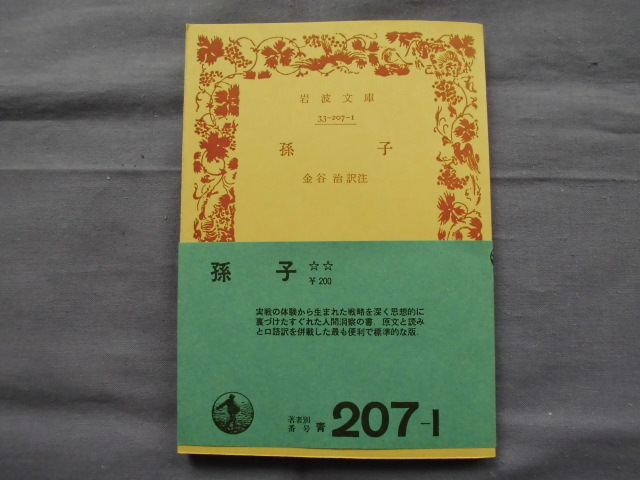 岩波文庫
33-207-1
孫子
金谷 治訳注
孫子 ☆☆
￥200
実戦の体験から生まれた戦略を深く思想的に
裏づけたすぐれた人間洞察の書．原文と読み
と口語訳を併載した最も便利で標準的な版．
著者別
番号 青 207-1